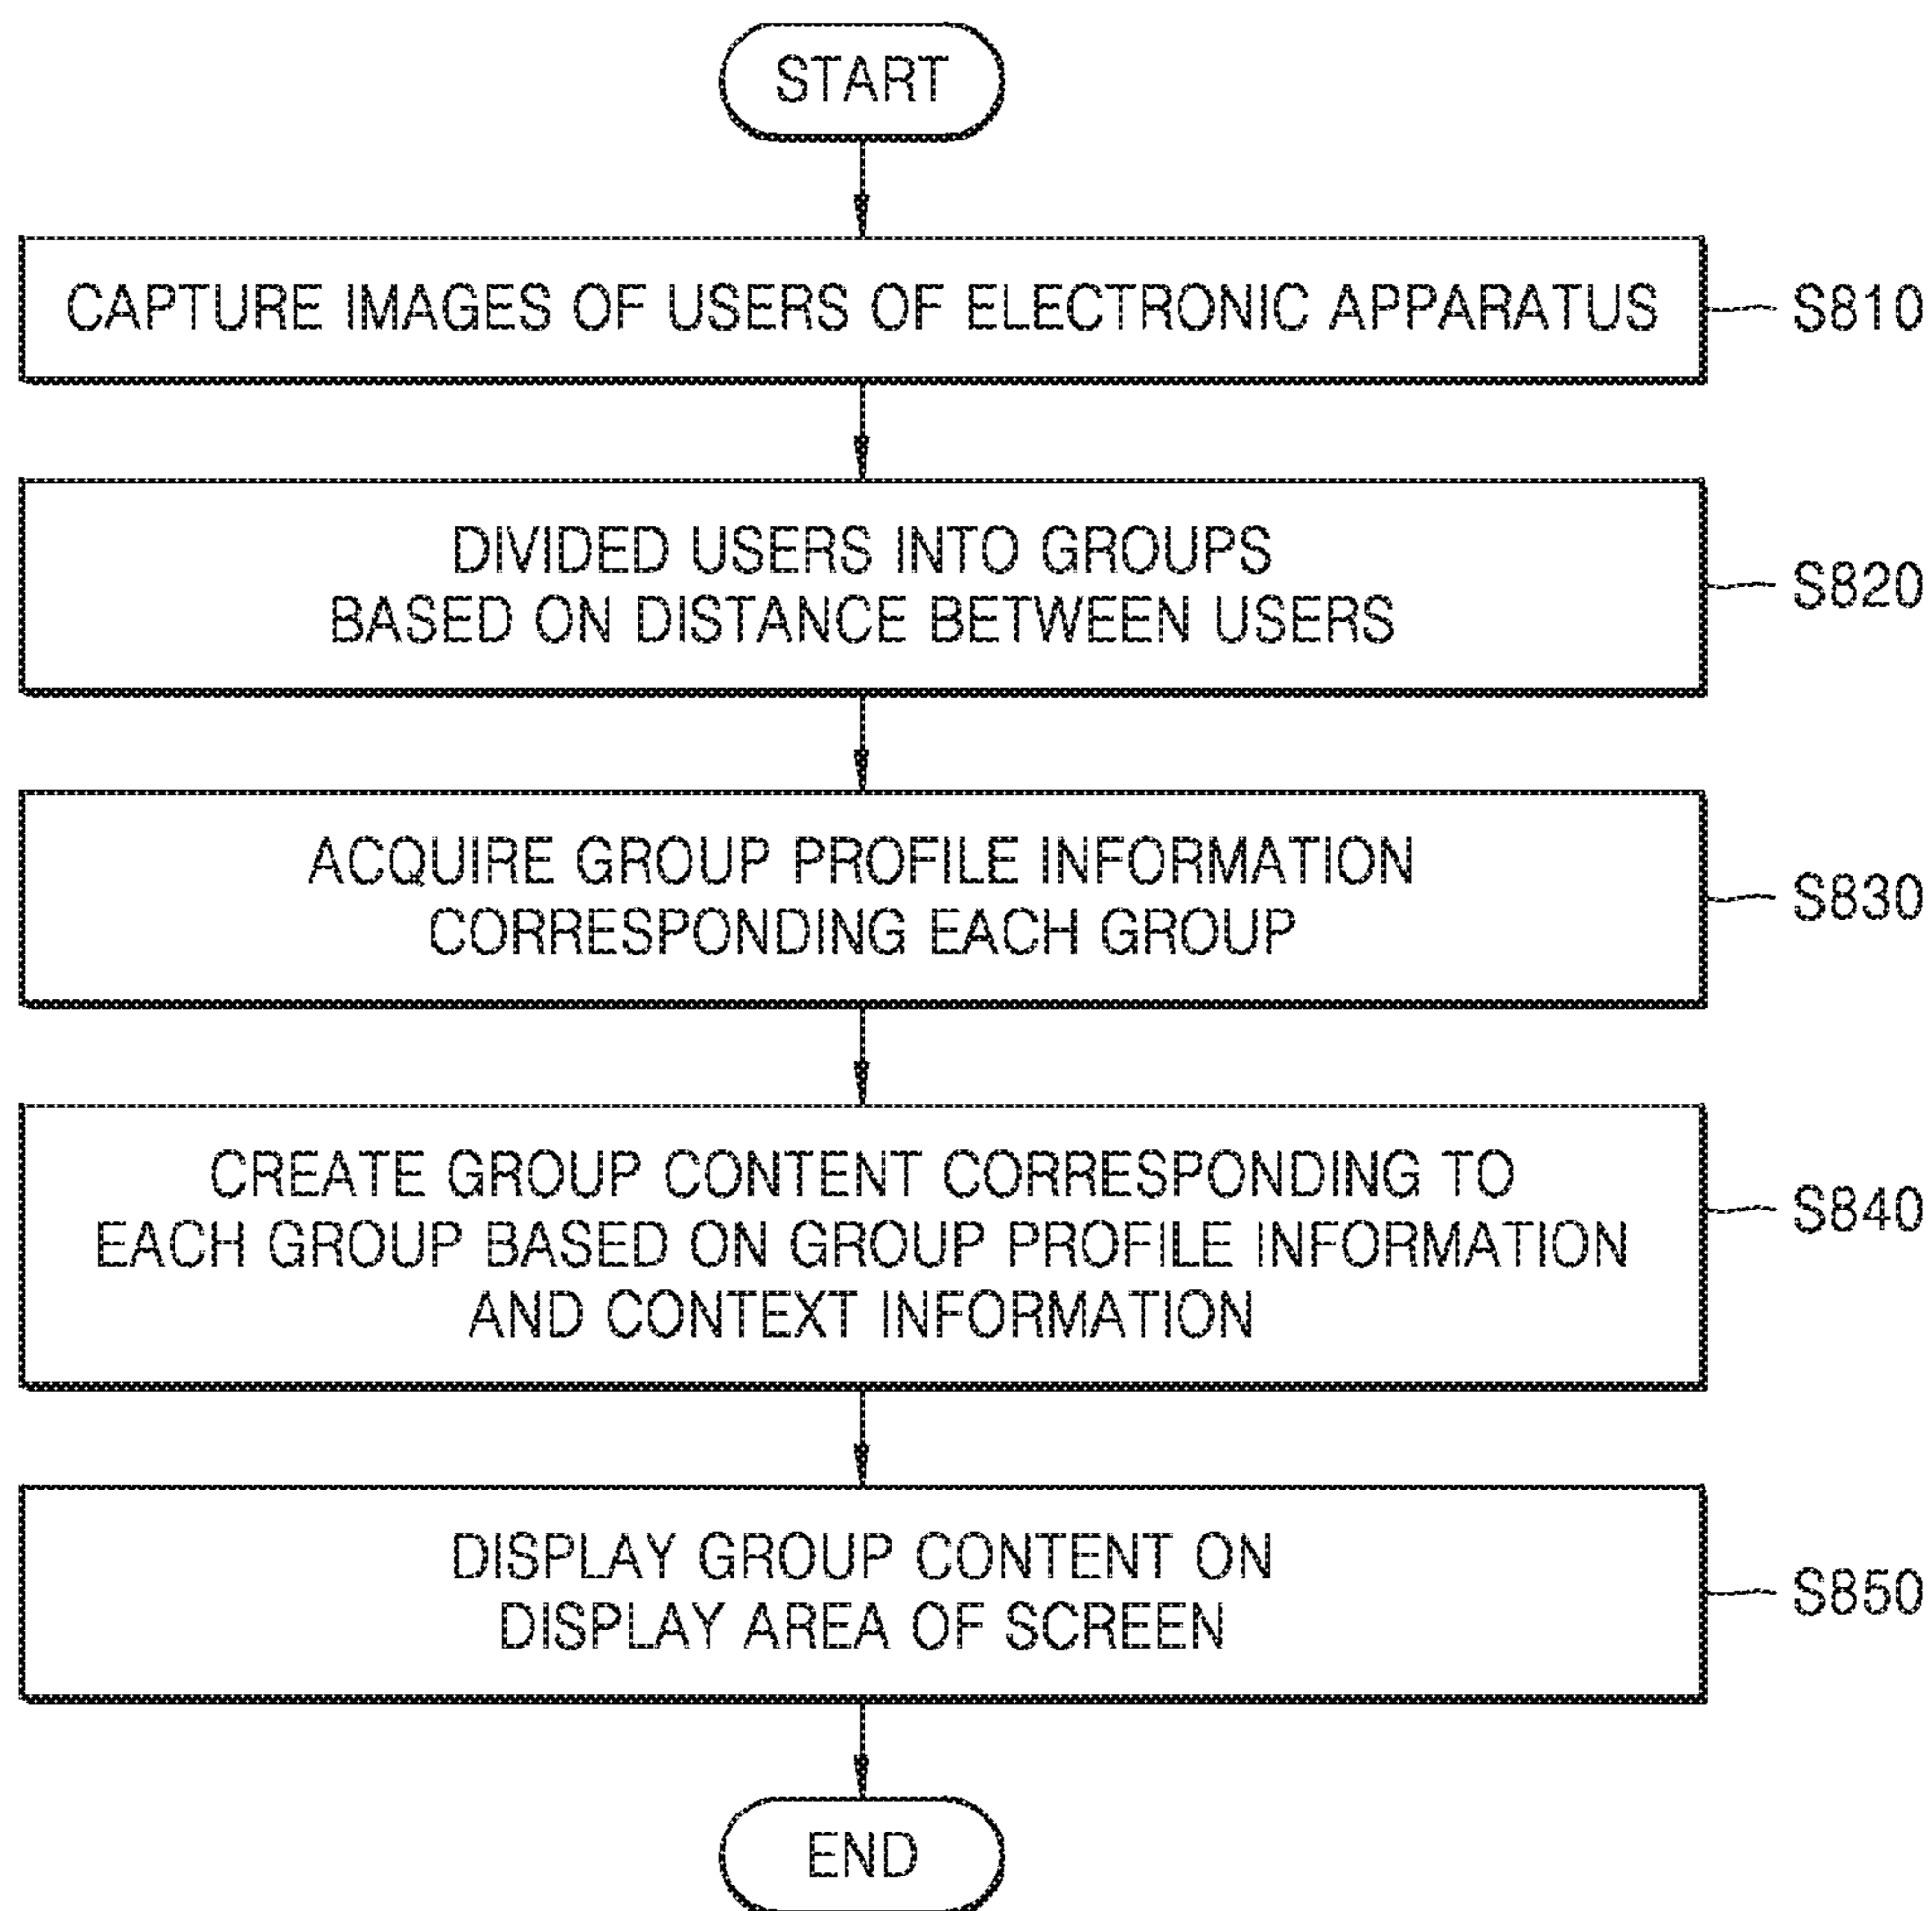 START
CAPTURE IMAGES OF USERS OF ELECTRONIC APPARATUS
S810
DIVIDED USERS INTO GROUPS
BASED ON DISTANCE BETWEEN USERS
S820
ACQUIRE GROUP PROFILE INFORMATION
CORRESPONDING EACH GROUP
S830
CREATE GROUP CONTENT CORRESPONDING TO
EACH GROUP BASED ON GROUP PROFILE INFORMATION
AND CONTEXT INFORMATION
S840
DISPLAY GROUP CONTENT ON
DISPLAY AREA OF SCREEN
S850
END